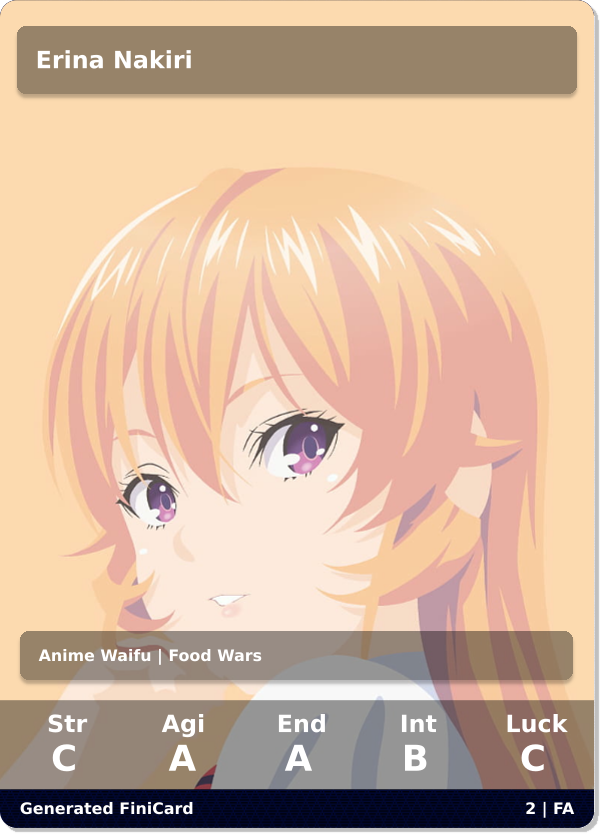 Erina Nakiri
Anime Waifu | Food Wars
Str Agi End Int Luck
C A A B C
Generated FiniCard 2 | FA